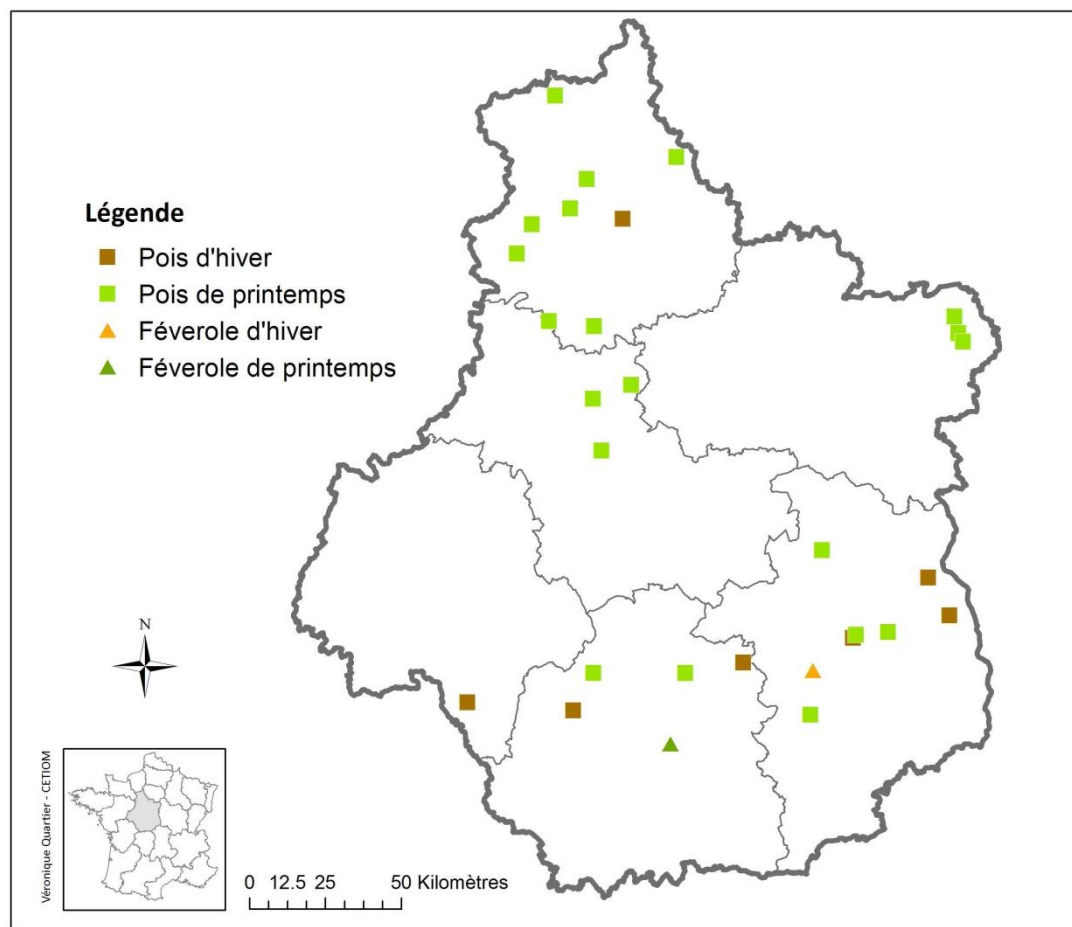 Légende
Pois d'hiver
Pois de printemps
Féverole d'hiver
Féverole de printemps
N
Véronique Quartier - CETIOM
0 12.5 25 50 Kilomètres